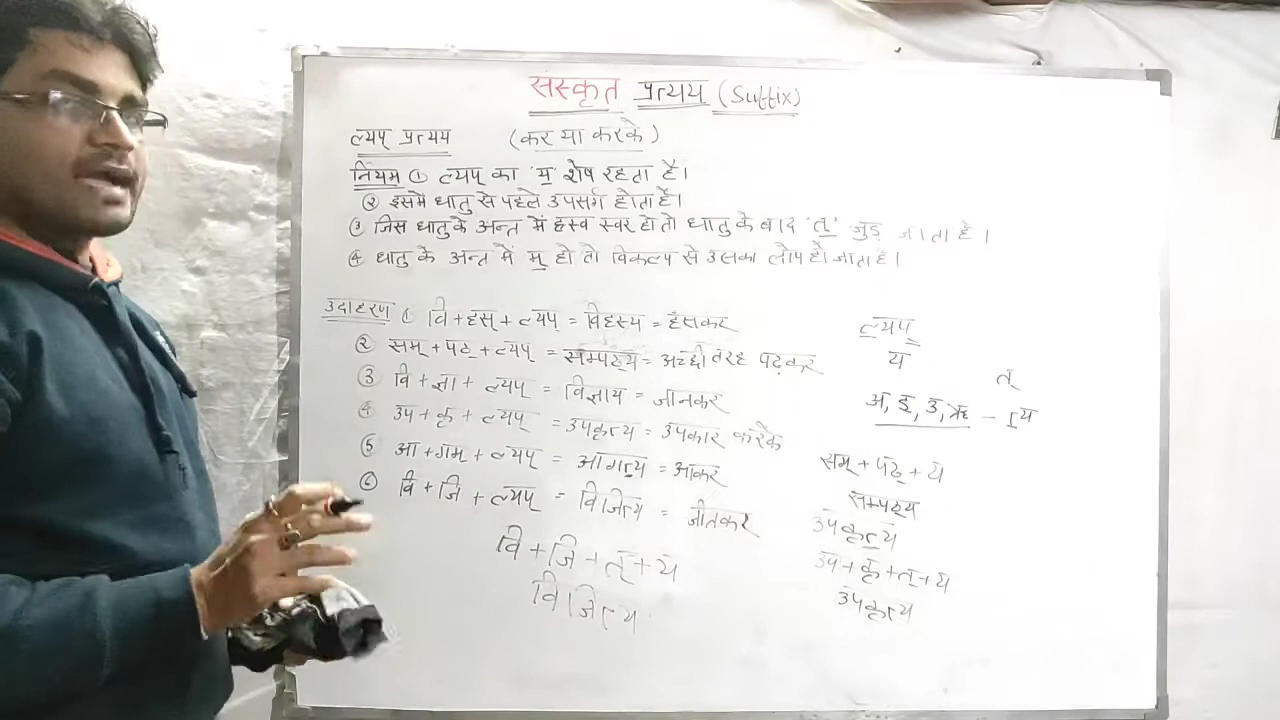 संस्कृत प्रत्यय (Suffix)
ल्यप् प्रत्यय (कर या करके)
नियम ① ल्यप् का 'य' शेष रहता है।
② इसमें धातु से पहले उपसर्ग होता है।
③ जिस धातु के अन्त में ह्रस्व स्वर हो तो धातु के बाद 'त्' जुड़ जाता है।
④ धातु के अन्त में म् हो तो विकल्प से उसका लोप हो जाता है।
उदाहरण ① वि+हस्+ल्यप् = विहस्य = हँसकर
② सम्+पठ्+ल्यप् = सम्पठ्य = अच्छी तरह पढ़कर
③ वि+ज्ञा+ल्यप् = विज्ञाय = जानकर
④ उप+कृ+ल्यप् = उपकृत्य = उपकार करके
⑤ आ+गम्+ल्यप् = आगत्य = आकर
⑥ वि+जि+ल्यप् = विजित्य = जीतकर
वि+जि+त्+य
विजित्य
ल्यप्
य
त्
अ, इ, उ, ऋ – त्य
सम्+पठ्+य
सम्पठ्य
उपकृत्य
उप+कृ+त्+य
उपकृत्य